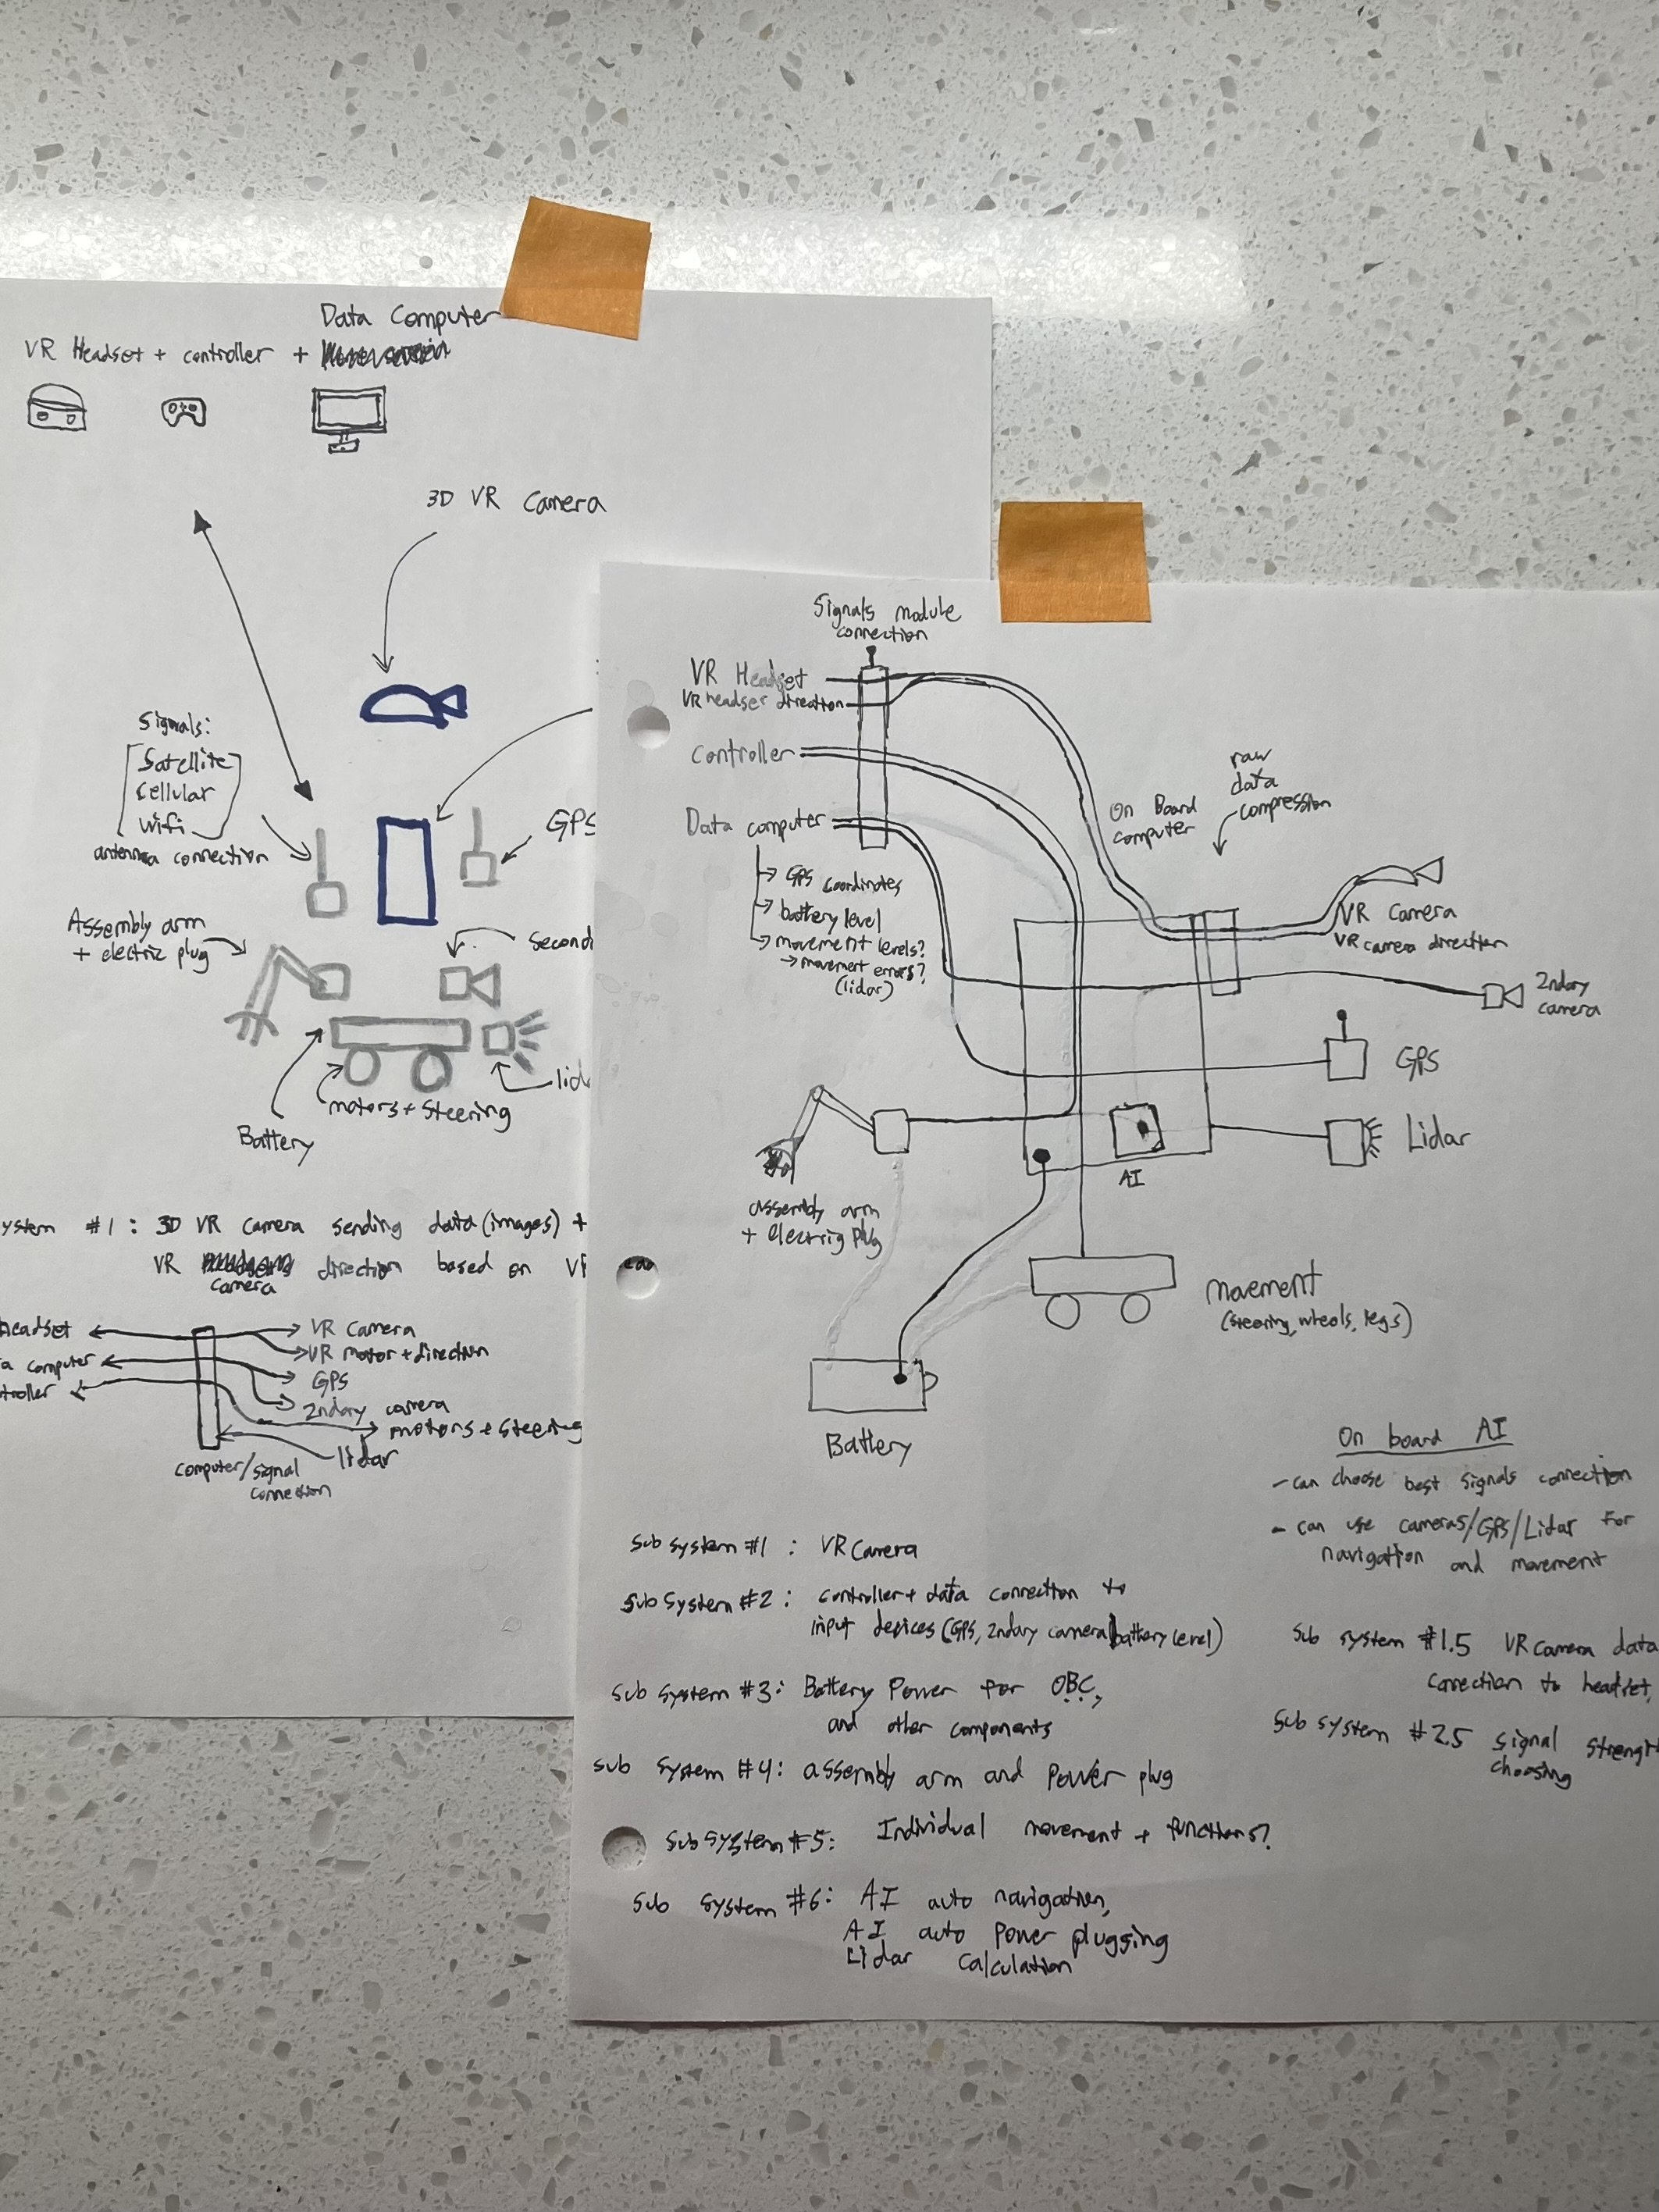 Data Computer
VR Headset + controller +
3D VR Camera
Signals:
Satellite
Cellular
Wifi
antenna connection
GPS
Assembly arm
+ electric plug
Second
lid
motors + Steering
Battery
ystem #1: 3D VR camera sending data (images) +
VR direction based on
camera
headset
VR camera
VR motor + direction
a computer
GPS
troller
2ndary camera
motors + Steering
lidar
computer/signal
connection
Signals module
connection
VR Headset
VR headser direction
controller
Data computer
GPS coordinates
battery level
movement levels?
movement errors?
(lidar)
On Board
computer
raw
data
compression
VR camera
VR camera direction
2ndary
camera
GPS
Lidar
AI
assembly arm
+ electrig plug
movement
(steering, wheels, legs)
Battery
On board AI
- can choose best signals connection
- can use cameras/GPS/Lidar for
navigation and movement
Sub system #1 : VR Camera
Sub System #2 : controller + data connection to
input devices (GPS, 2ndary camera battery level)
Sub System #3: Battery Power for O.B.C,
and other components
Sub System #4: assembly arm and power plug
Sub System #5: Individual movement + functions?
Sub System #6: AI auto navigation,
AI auto power plugging
Lidar calculation
Sub system #1.5 VR camera data
conection to headset,
Sub system #2.5 signal strengt
choosing